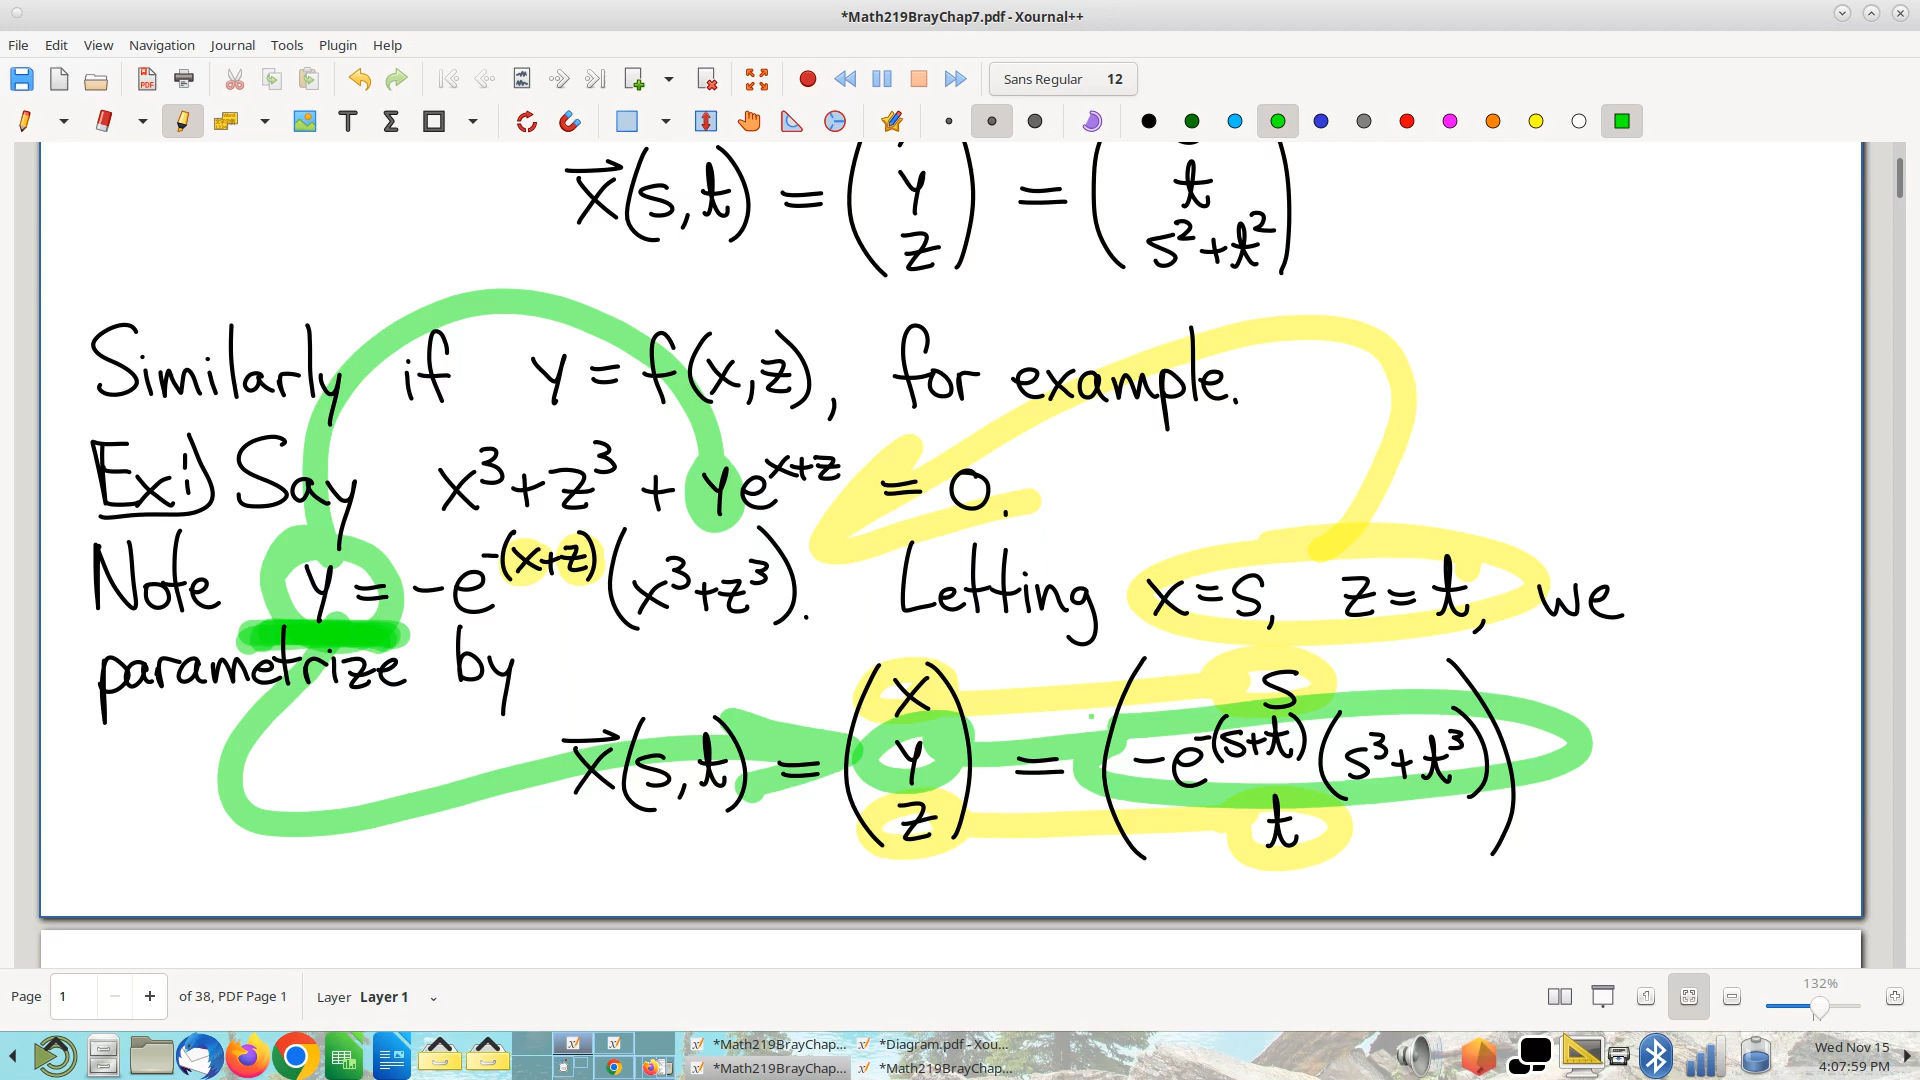 *Math219BrayChap7.pdf - Xournal++
File Edit View Navigation Journal Tools Plugin Help
Sans Regular 12
x(s,t) = (y z) = (t s²+t²)
Similarly if y = f(x,z), for example.
Ex: Say x³+z³ + ye^(x+z) = 0.
Note y = -e^-(x+z) (x³+z³). Letting x=s, z=t, we
parametrize by
x(s,t) = (x y z) = (s -e^-(s+t)(s³+t³) t)
Page 1 of 38, PDF Page 1 Layer Layer 1 132%
*Math219BrayChap... *Diagram.pdf - Xou... Wed Nov 15
*Math219BrayChap... *Math219BrayChap... 4:07:59 PM